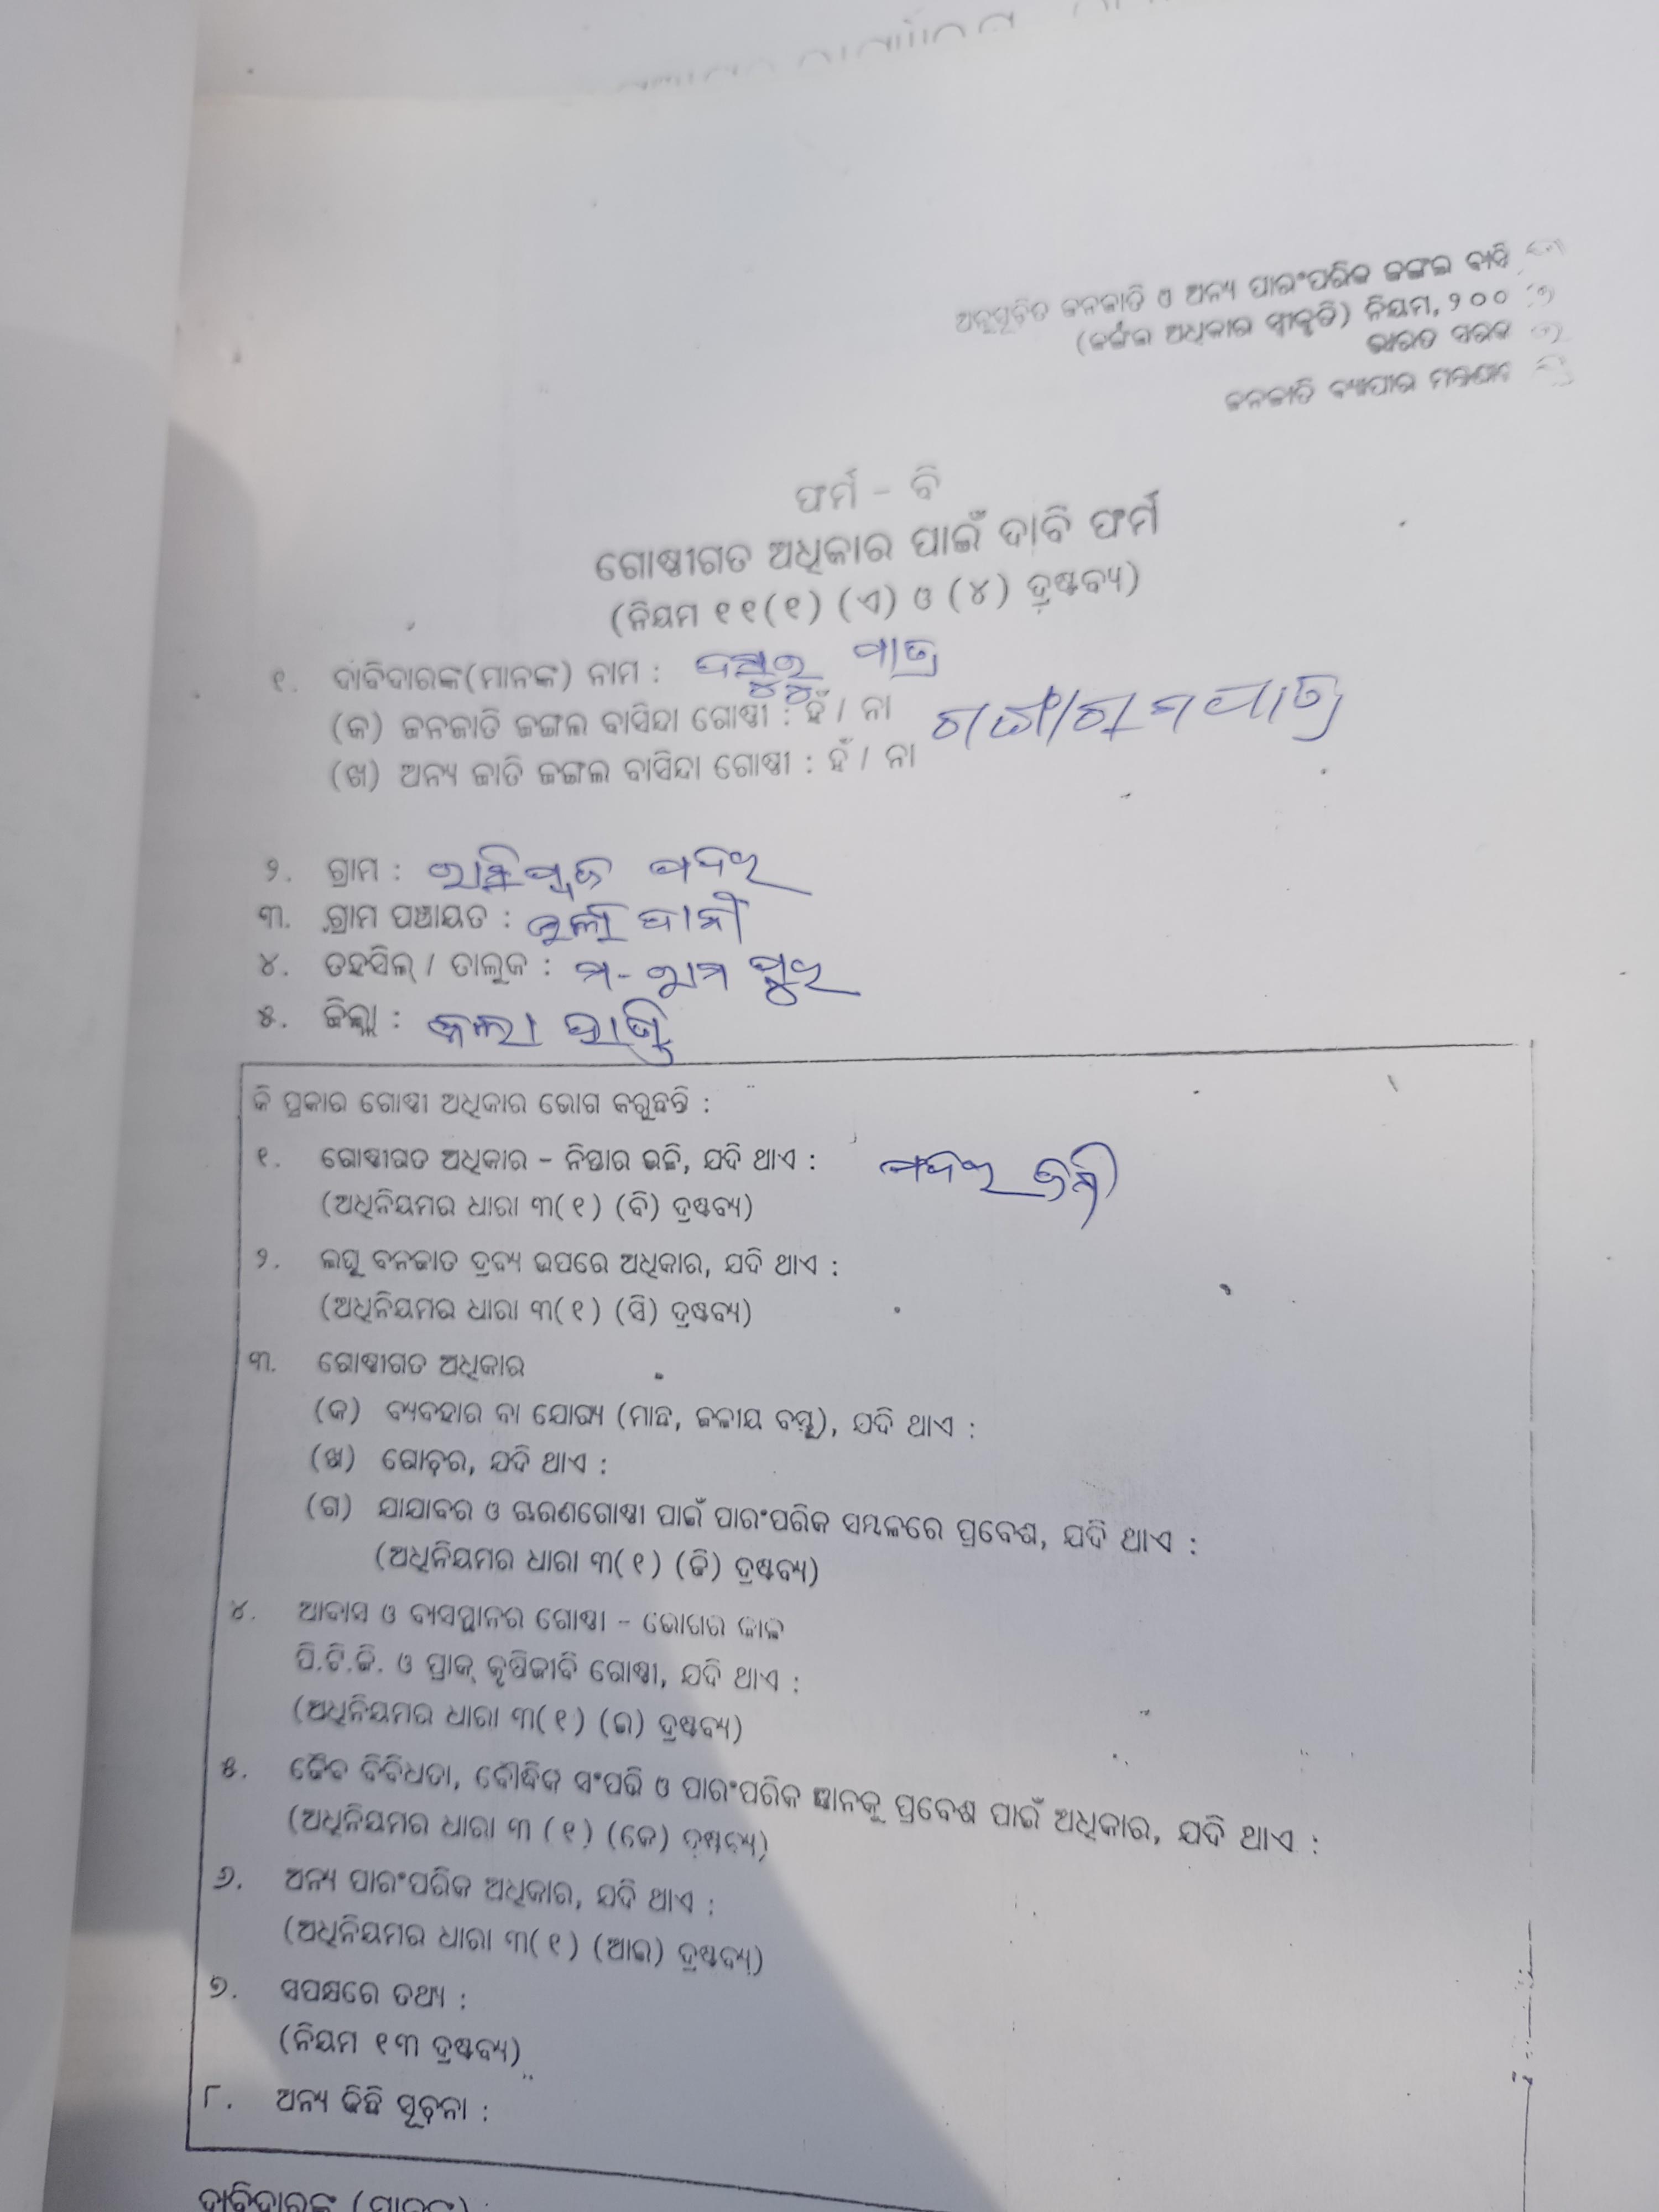 ଅନୁସୂଚିତ ଜନଜାତି ଓ ଅନ୍ୟ ପାରଂପରିକ ଜଙ୍ଗଲ ବାସି
(ଜଙ୍ଗଲ ଅଧିକାର ସ୍ୱୀକୃତି) ନିୟମ, ୨୦୦
ଭାରତ ସରକ
ଜନଜାତି
ଫର୍ମ - ବି
ଗୋଷ୍ଠୀଗତ ଅଧିକାର ପାଇଁ ଦାବି ଫର୍ମ
(ନିୟମ ୧୧(୧) (ଏ) ଓ (୪) ଦ୍ରଷ୍ଟବ୍ୟ)
୧. ଦାବିଦାରଙ୍କ(ମାନଙ୍କ) ନାମ : ପାତ୍ର
(କ) ଜନଜାତି ଜଙ୍ଗଲ ବାସିନ୍ଦା ଗୋଷ୍ଠୀ : ହଁ / ନା
(ଖ) ଅନ୍ୟ ଜାତି ଜଙ୍ଗଲ ବାସିନ୍ଦା ଗୋଷ୍ଠୀ : ହଁ / ନା
୨. ଗ୍ରାମ :
୩. ଗ୍ରାମ ପଞ୍ଚାୟତ :
୪. ତହସିଲ୍ / ତାଲୁକ : ମ-ରାମପୁର
୫. ଜିଲ୍ଲା : କଲାହାଣ୍ଡି
କି ପ୍ରକାର ଗୋଷ୍ଠୀ ଅଧିକାର ଭୋଗ କରୁଛନ୍ତି :
୧. ଗୋଷ୍ଠୀଗତ ଅଧିକାର - ନିସ୍ତାର ଭଳି, ଯଦି ଥାଏ :
(ଅଧିନିୟମର ଧାରା ୩(୧) (ବି) ଦ୍ରଷ୍ଟବ୍ୟ)
୨. ଲଘୁ ବନଜାତ ଦ୍ରବ୍ୟ ଉପରେ ଅଧିକାର, ଯଦି ଥାଏ :
(ଅଧିନିୟମର ଧାରା ୩(୧) (ସି) ଦ୍ରଷ୍ଟବ୍ୟ)
୩. ଗୋଷ୍ଠୀଗତ ଅଧିକାର
(କ) ବ୍ୟବହାର ବା ଯୋଗ୍ୟ (ମାଛ, ଜଳୀୟ ବସ୍ତୁ), ଯଦି ଥାଏ :
(ଖ) ଗୋଚର, ଯଦି ଥାଏ :
(ଗ) ଯାଯାବର ଓ ଚାରଣଗୋଷ୍ଠୀ ପାଇଁ ପାରଂପରିକ ସମ୍ବଳରେ ପ୍ରବେଶ, ଯଦି ଥାଏ :
(ଅଧିନିୟମର ଧାରା ୩(୧) (ଡି) ଦ୍ରଷ୍ଟବ୍ୟ)
୪. ଆବାସ ଓ ବାସସ୍ଥାନର ଗୋଷ୍ଠୀ - ଭୋଗର କାଳ
ପି.ଟି.ଜି. ଓ ପ୍ରାକ୍ କୃଷିଜୀବି ଗୋଷ୍ଠୀ, ଯଦି ଥାଏ :
(ଅଧିନିୟମର ଧାରା ୩(୧) (ଇ) ଦ୍ରଷ୍ଟବ୍ୟ)
୫. ଜୈବ ବିବିଧତା, ବୌଦ୍ଧିକ ସଂପତ୍ତି ଓ ପାରଂପରିକ ଜ୍ଞାନକୁ ପ୍ରବେଶ ପାଇଁ ଅଧିକାର, ଯଦି ଥାଏ :
(ଅଧିନିୟମର ଧାରା ୩ (୧) (କେ) ଦ୍ରଷ୍ଟବ୍ୟ)
୬. ଅନ୍ୟ ପାରଂପରିକ ଅଧିକାର, ଯଦି ଥାଏ :
(ଅଧିନିୟମର ଧାରା ୩(୧) (ଆଇ) ଦ୍ରଷ୍ଟବ୍ୟ)
୭. ସପକ୍ଷରେ ତଥ୍ୟ :
(ନିୟମ ୧୩ ଦ୍ରଷ୍ଟବ୍ୟ)
୮. ଅନ୍ୟ କିଛି ସୂଚନା :
ଦାବିଦାରଙ୍କ (ମାନଙ୍କ) :